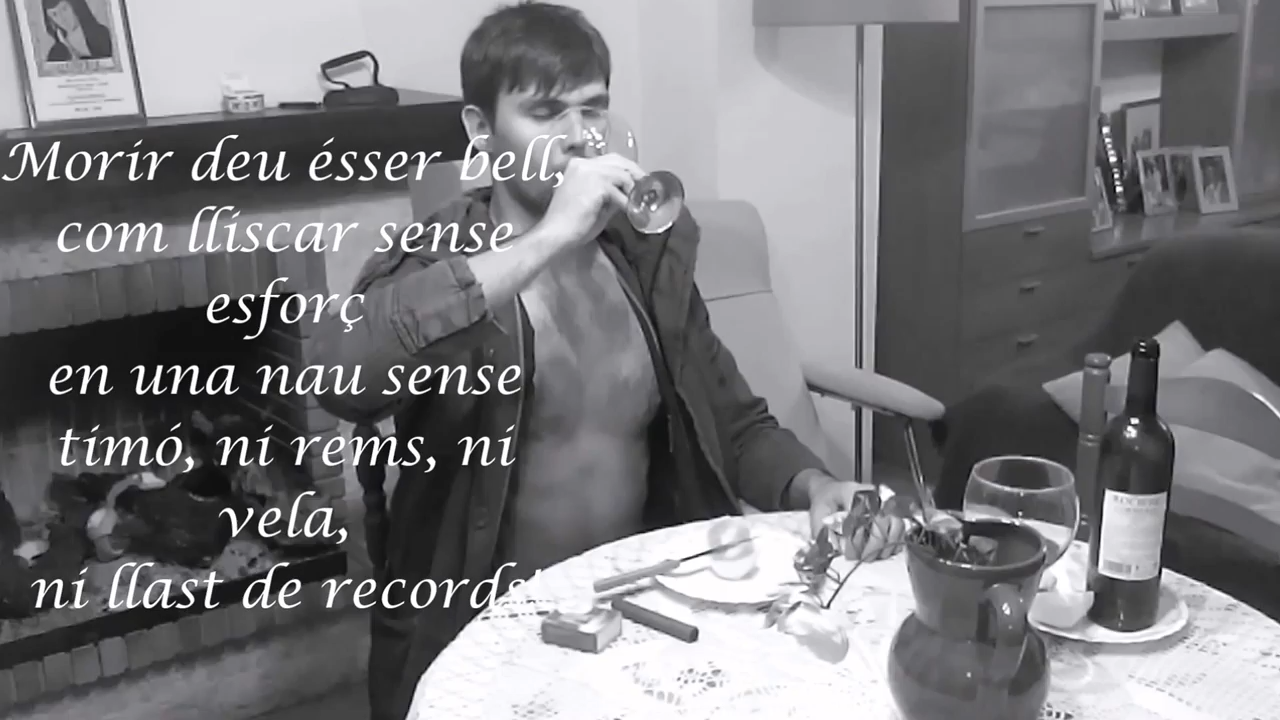 Morir deu ésser bell,
com lliscar sense
esforç
en una nau sense
timó, ni rems, ni
vela,
ni llast de records!